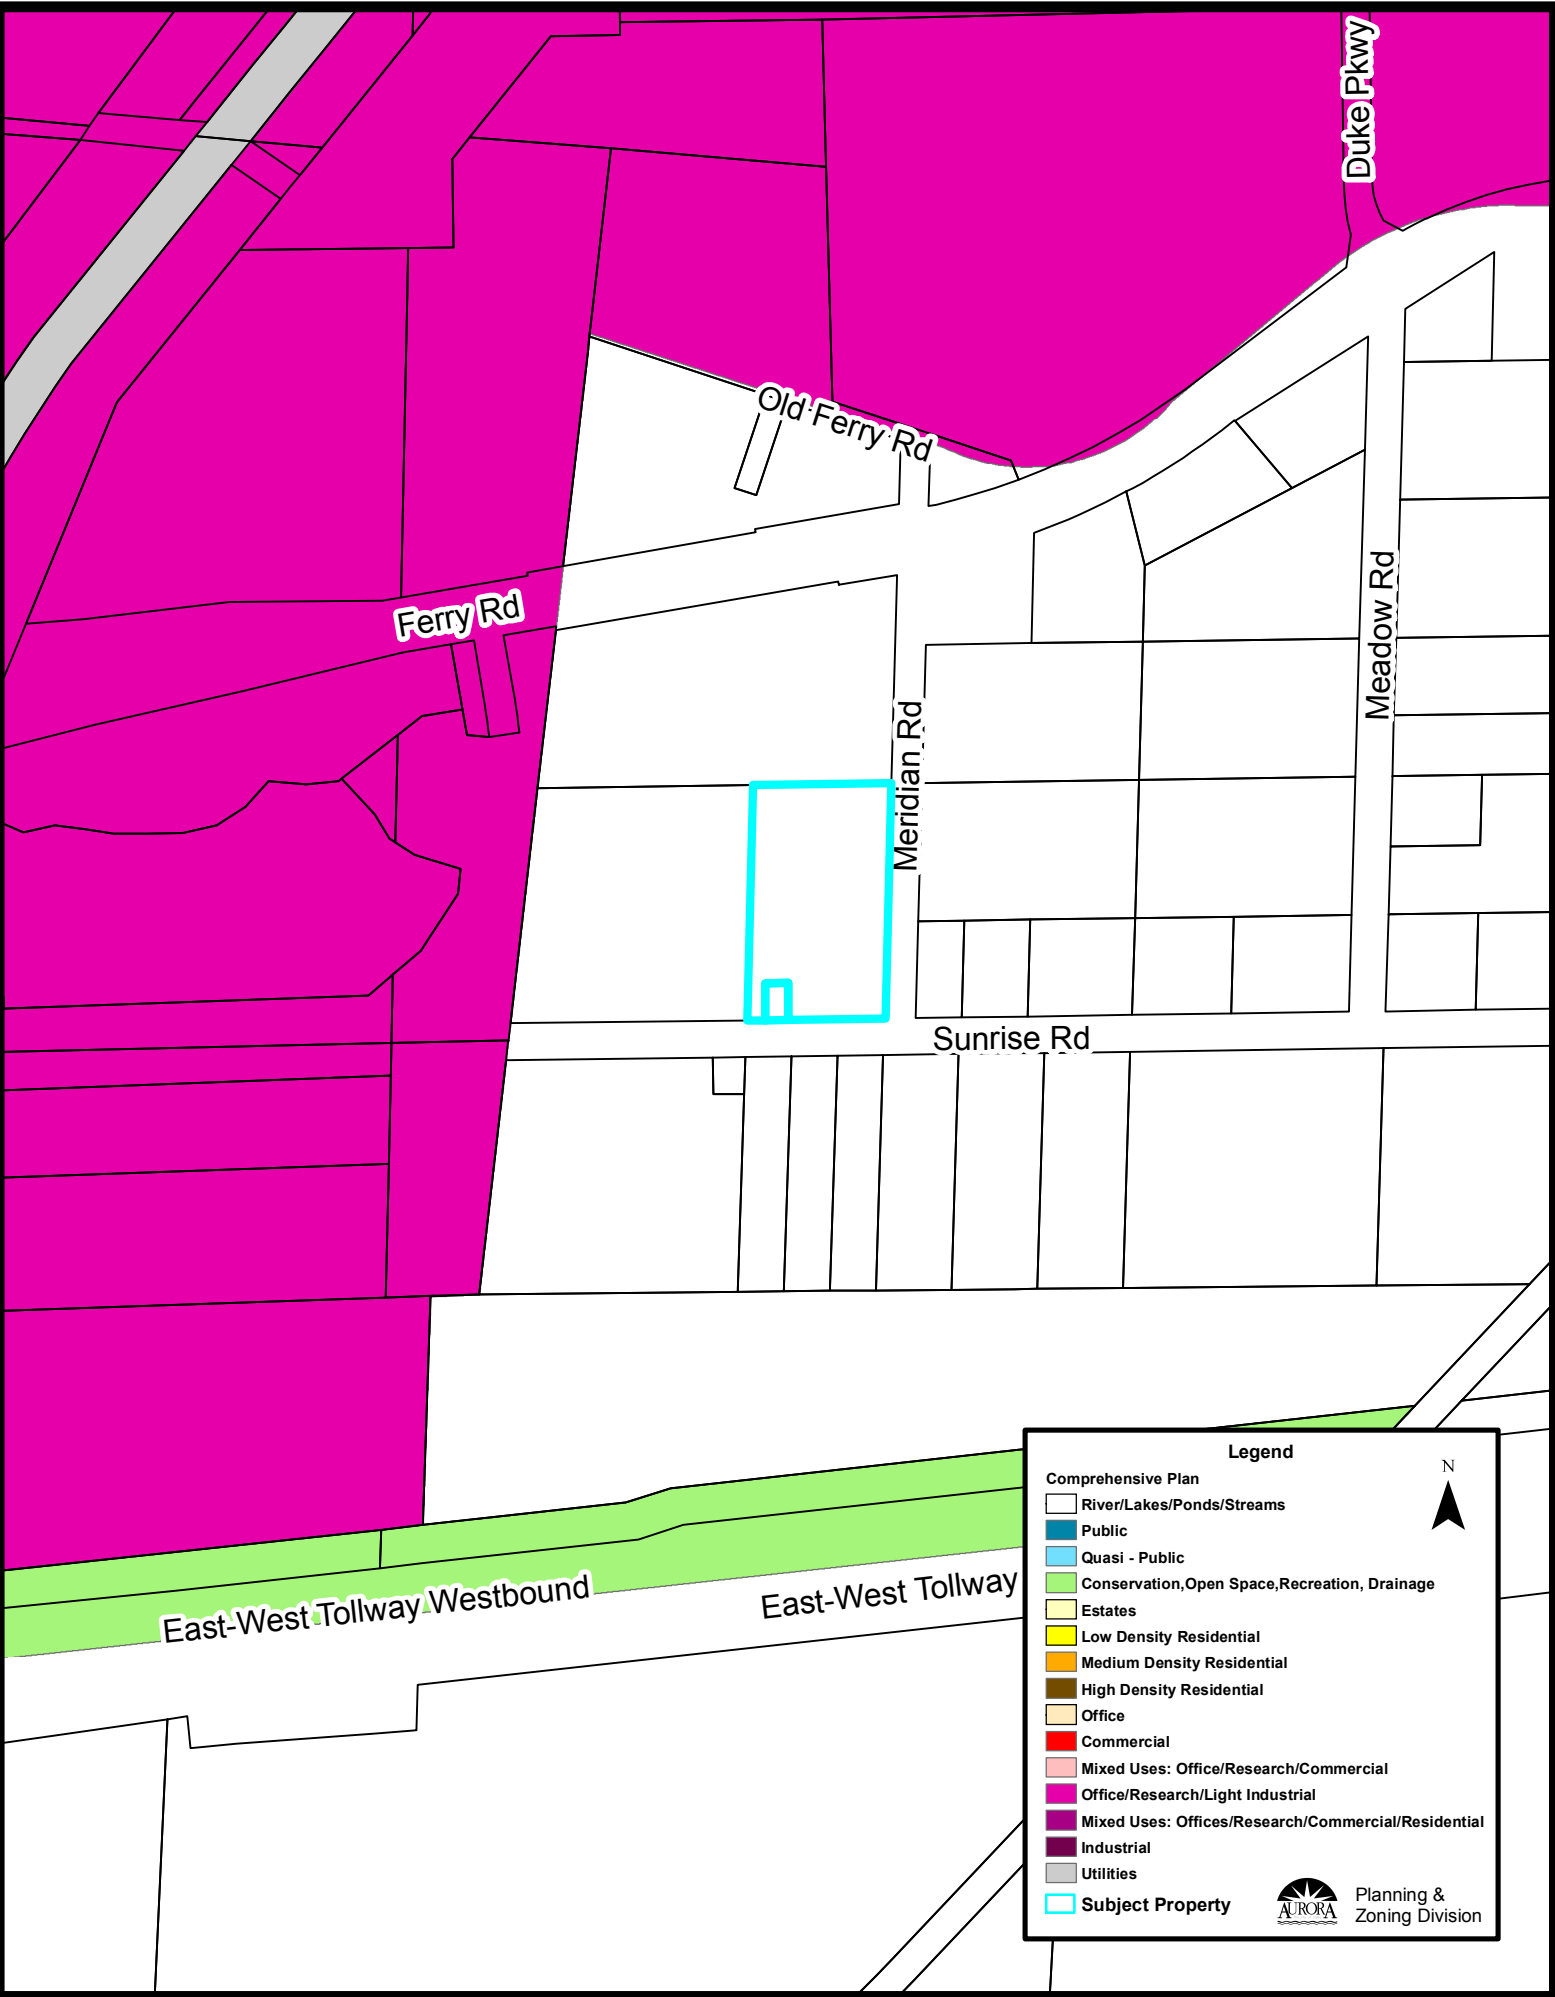 Duke Pkwy
Old Ferry Rd
Ferry Rd
Meadow Rd
Meridian Rd
Sunrise Rd
East-West Tollway Westbound
East-West Tollway
Legend
Comprehensive Plan
N
River/Lakes/Ponds/Streams
Public
Quasi - Public
Conservation,Open Space,Recreation, Drainage
Estates
Low Density Residential
Medium Density Residential
High Density Residential
Office
Commercial
Mixed Uses: Office/Research/Commercial
Office/Research/Light Industrial
Mixed Uses: Offices/Research/Commercial/Residential
Industrial
Utilities
Subject Property
AURORA
Planning &
Zoning Division